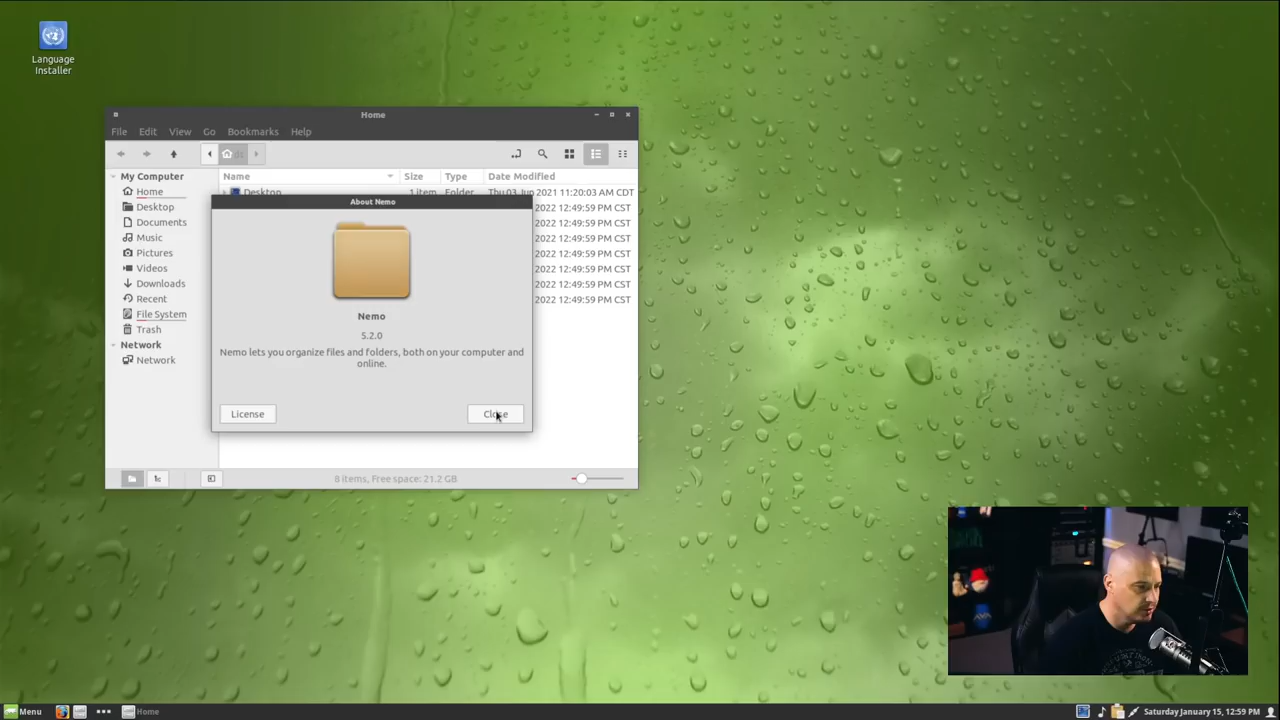 Language
Installer
Home
File Edit View Go Bookmarks Help
My Computer
Home
Desktop
Documents
Music
Pictures
Videos
Downloads
Recent
File System
Trash
Network
Network
Name Size Type Date Modified
Desktop 1 item Folder Thu 03 Jun 2021 11:20:03 AM CDT
2022 12:49:59 PM CST
2022 12:49:59 PM CST
2022 12:49:59 PM CST
2022 12:49:59 PM CST
2022 12:49:59 PM CST
2022 12:49:59 PM CST
2022 12:49:59 PM CST
About Nemo
Nemo
5.2.0
Nemo lets you organize files and folders, both on your computer and
online.
License Close
8 items, Free space: 21.2 GB
Menu Home Saturday January 15, 12:59 PM